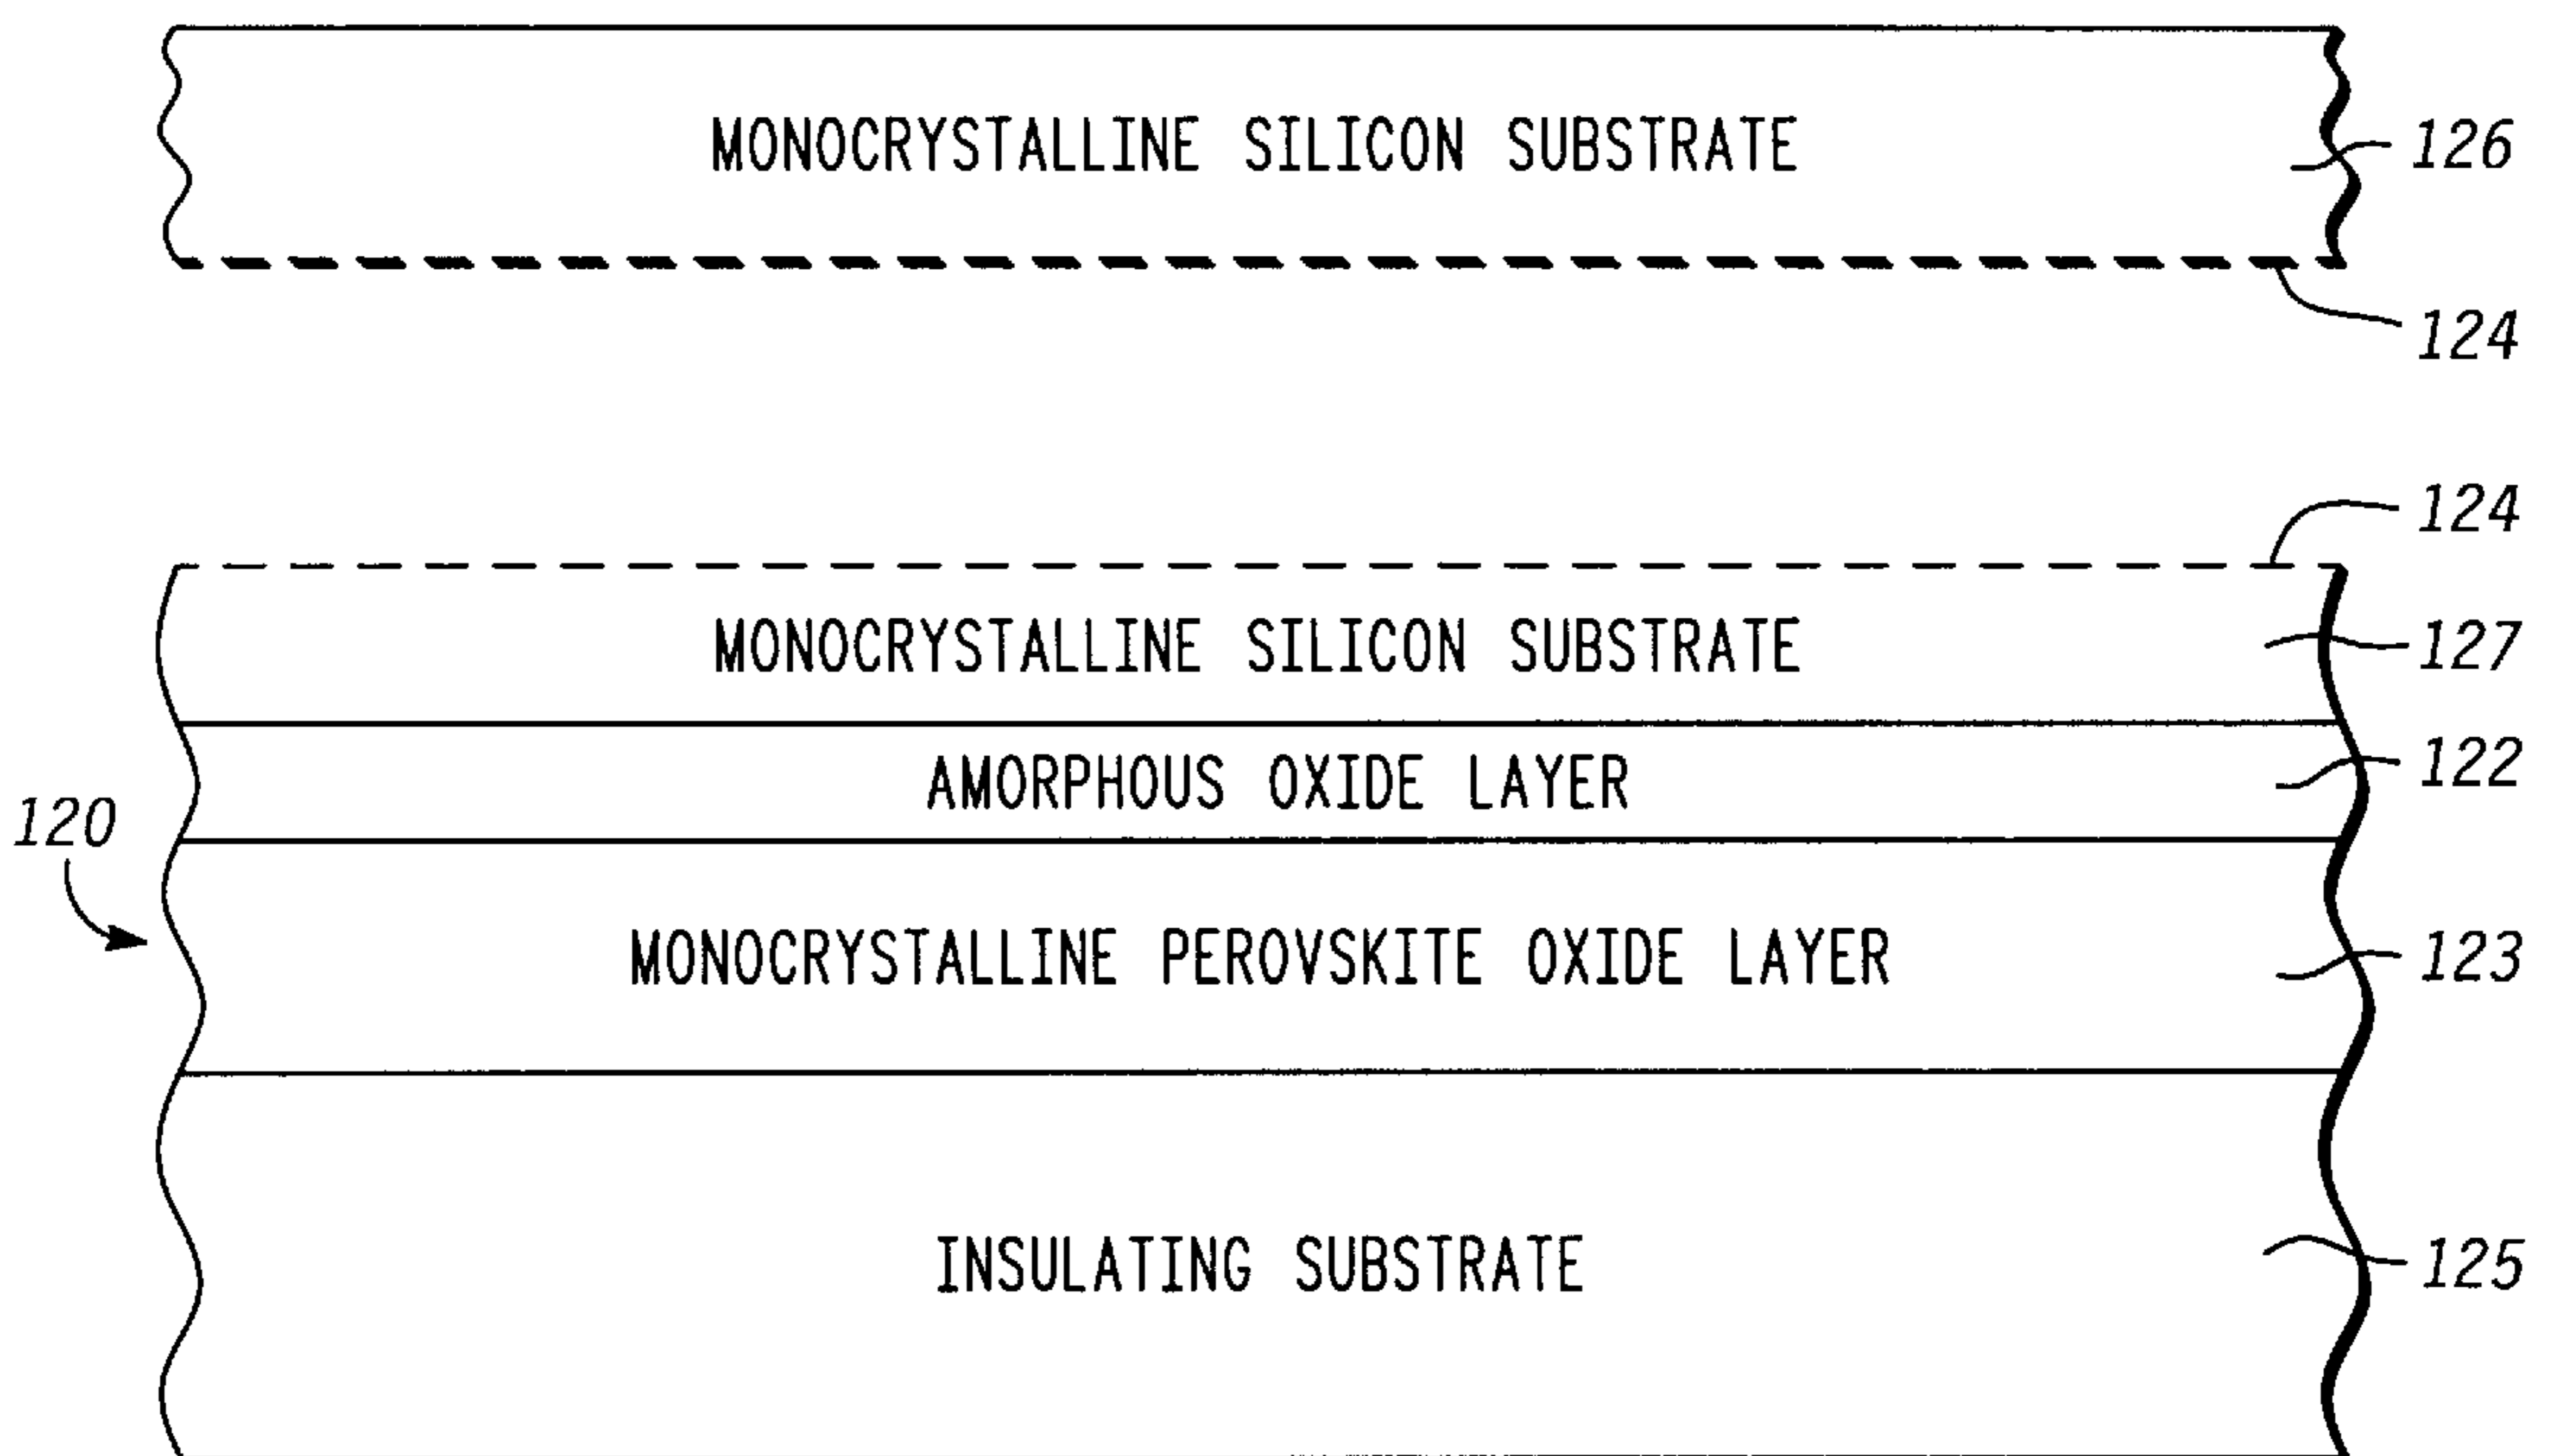 MONOCRYSTALLINE SILICON SUBSTRATE 126
124
124
MONOCRYSTALLINE SILICON SUBSTRATE 127
AMORPHOUS OXIDE LAYER 122
120
MONOCRYSTALLINE PEROVSKITE OXIDE LAYER 123
INSULATING SUBSTRATE 125